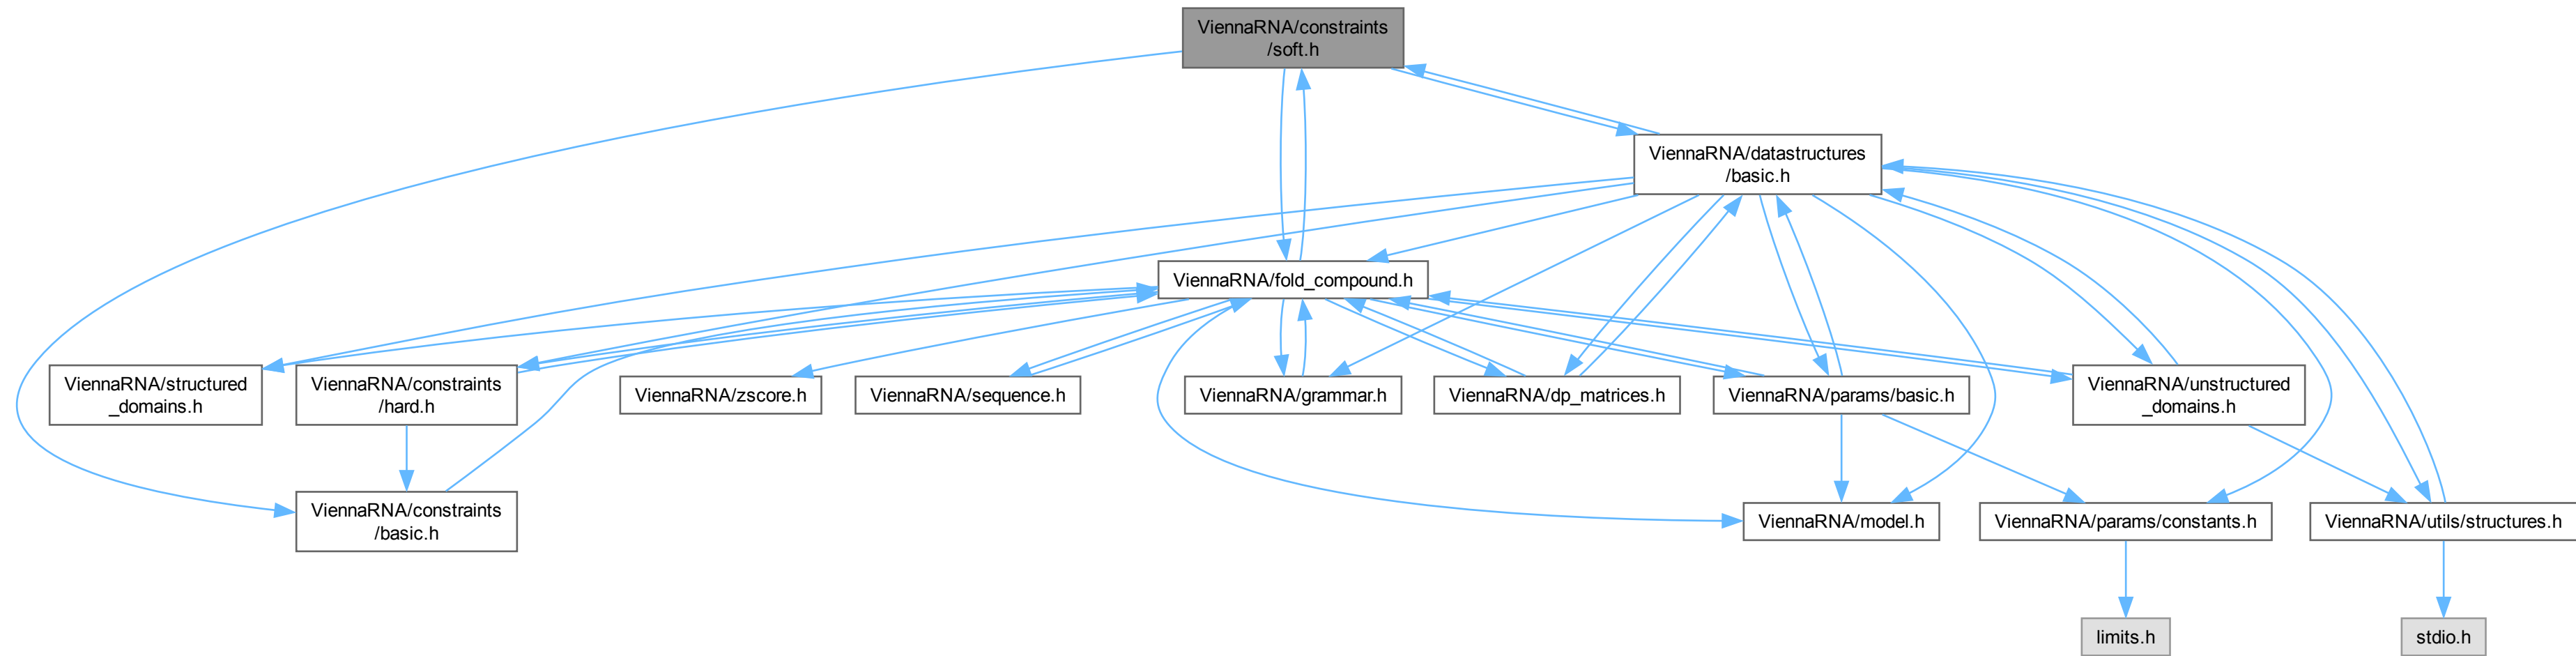 ViennaRNA/constraints
/soft.h
ViennaRNA/datastructures
/basic.h
ViennaRNA/fold_compound.h
ViennaRNA/structured
_domains.h
ViennaRNA/constraints
/hard.h
ViennaRNA/zscore.h
ViennaRNA/sequence.h
ViennaRNA/grammar.h
ViennaRNA/dp_matrices.h
ViennaRNA/params/basic.h
ViennaRNA/unstructured
_domains.h
ViennaRNA/constraints
/basic.h
ViennaRNA/model.h
ViennaRNA/params/constants.h
ViennaRNA/utils/structures.h
limits.h
stdio.h